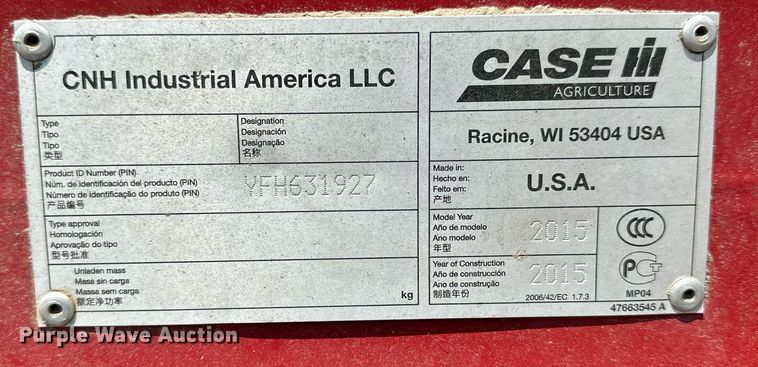 CNH Industrial America LLC
Type
Tipo
Tipo
类型
Designation
Designación
Designação
名称
Product ID Number (PIN)
Núm. de identificación del producto (PIN)
Número de identificação do produto (PIN)
产品编号
YFH631927
Type approval
Homologación
Aprovação do tipo
型号批准
Unladen mass
Masa sin carga
Massa sem carga
额定净功率
kg
CASE IH
AGRICULTURE
Racine, WI 53404 USA
Made in:
Hecho en:
Feito em:
产地
U.S.A.
Model Year
Año de modelo
Ano modelo
年型
2015
Year of Construction
Año de construcción
Ano de construção
制造年份
2015
2006/42/EC 1.7.3
CCC
PCT
MP04
47663545 A
Purple Wave Auction